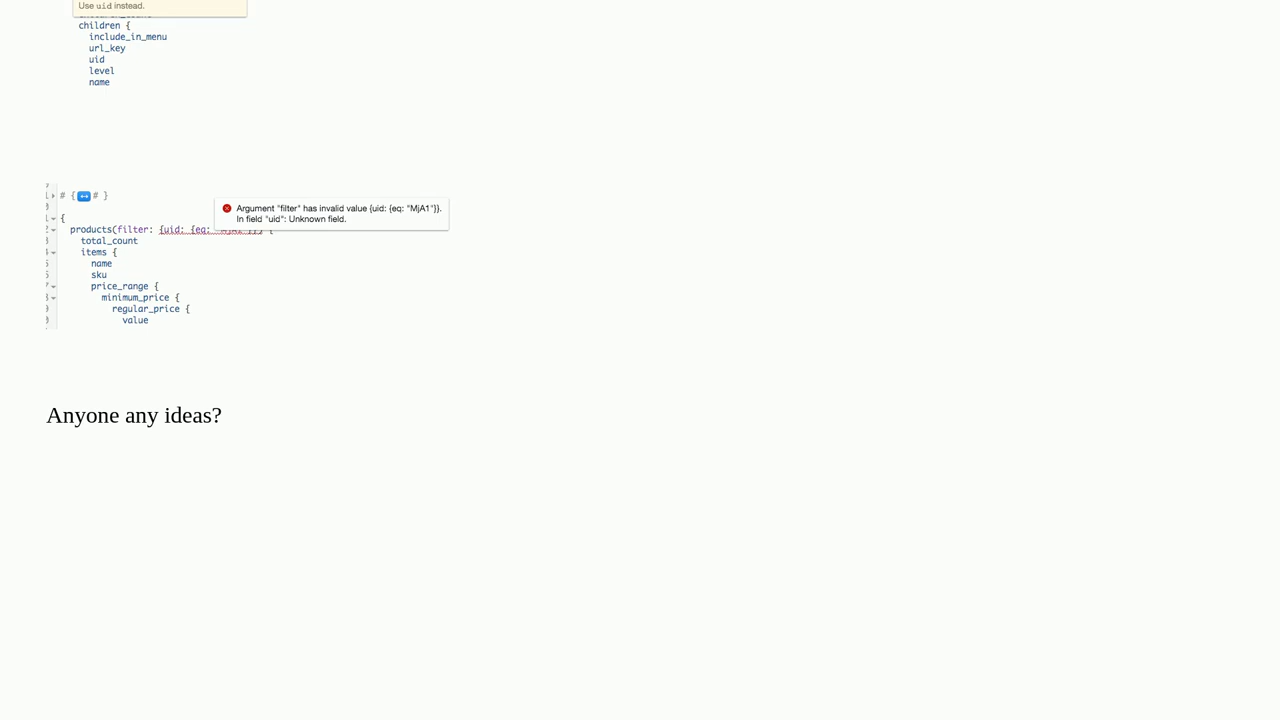 Use uid instead.
children {
include_in_menu
url_key
uid
level
name
# {↔# }
Argument "filter" has invalid value {uid: {eq: "MjA1"}}.
In field "uid": Unknown field.
{
products(filter: {uid: {eq: "MjA1"}}) {
total_count
items {
name
sku
price_range {
minimum_price {
regular_price {
value
Anyone any ideas?